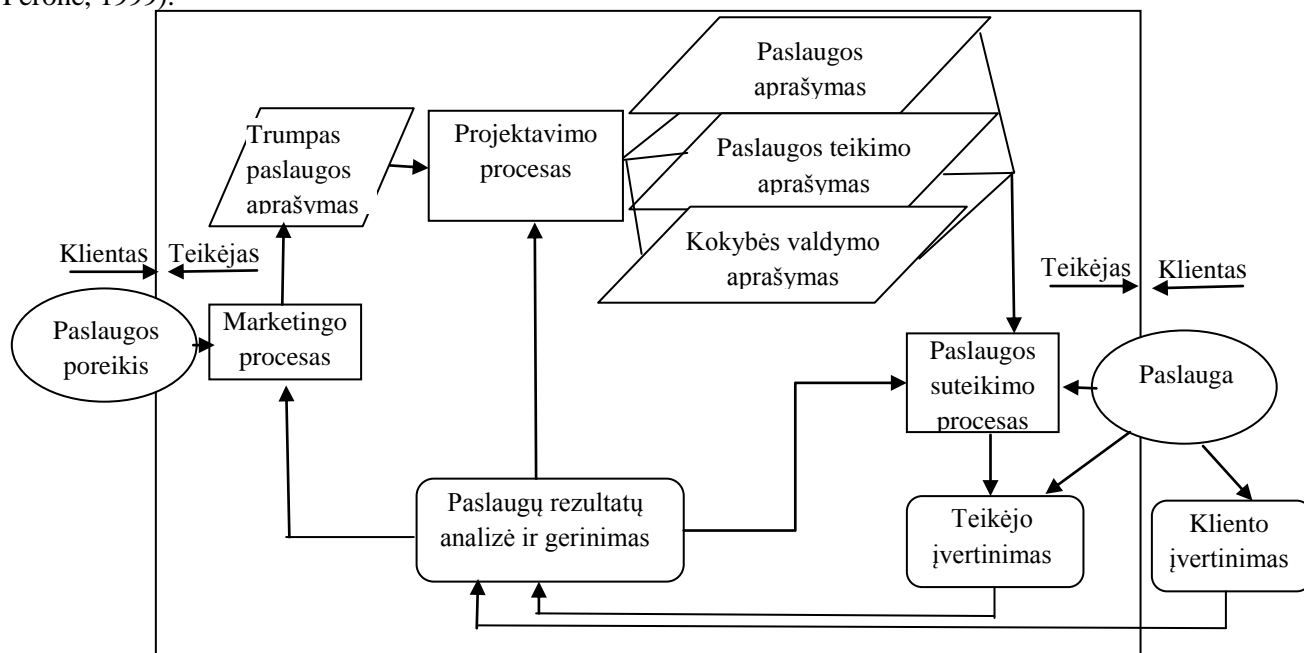 Perone, 1999).
Paslaugos
aprašymas
Trumpas
paslaugos
aprašymas
Projektavimo
procesas
Paslaugos teikimo
aprašymas
Kokybės valdymo
aprašymas
Klientas
Teikėjas
Teikėjas
Klientas
Paslaugos
poreikis
Marketingo
procesas
Paslaugos
suteikimo
procesas
Paslauga
Paslaugų rezultatų
analizė ir gerinimas
Teikėjo
įvertinimas
Kliento
įvertinimas